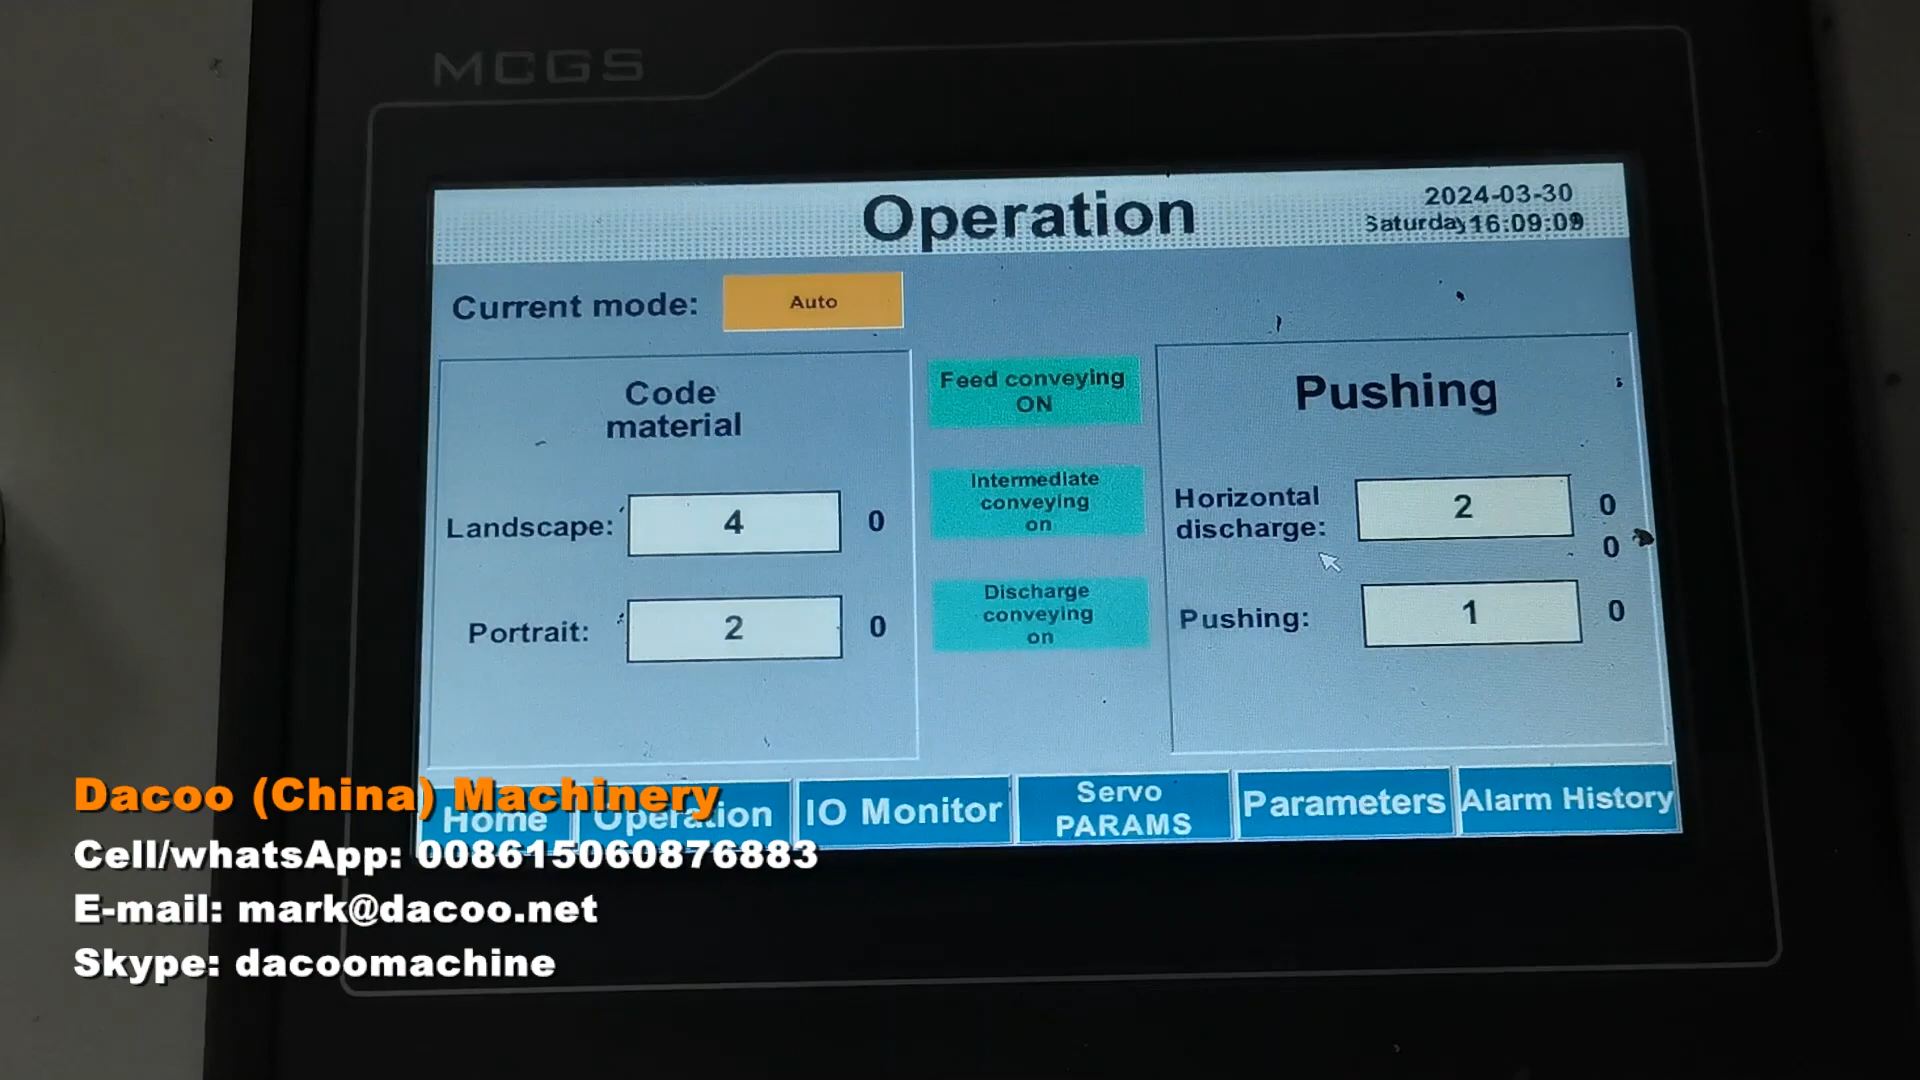 MCGS
Operation
2024-03-30
Saturday 16:09:09
Current mode:
Auto
Code
material
Landscape:
4
0
Portrait:
2
0
Feed conveying
ON
Intermediate
conveying
on
Discharge
conveying
on
Pushing
Horizontal
discharge:
2
0
0
Pushing:
1
0
Home
Operation
IO Monitor
Servo
PARAMS
Parameters
Alarm History
Dacoo (China) Machinery
Cell/whatsApp: 008615060876883
E-mail: mark@dacoo.net
Skype: dacoomachine